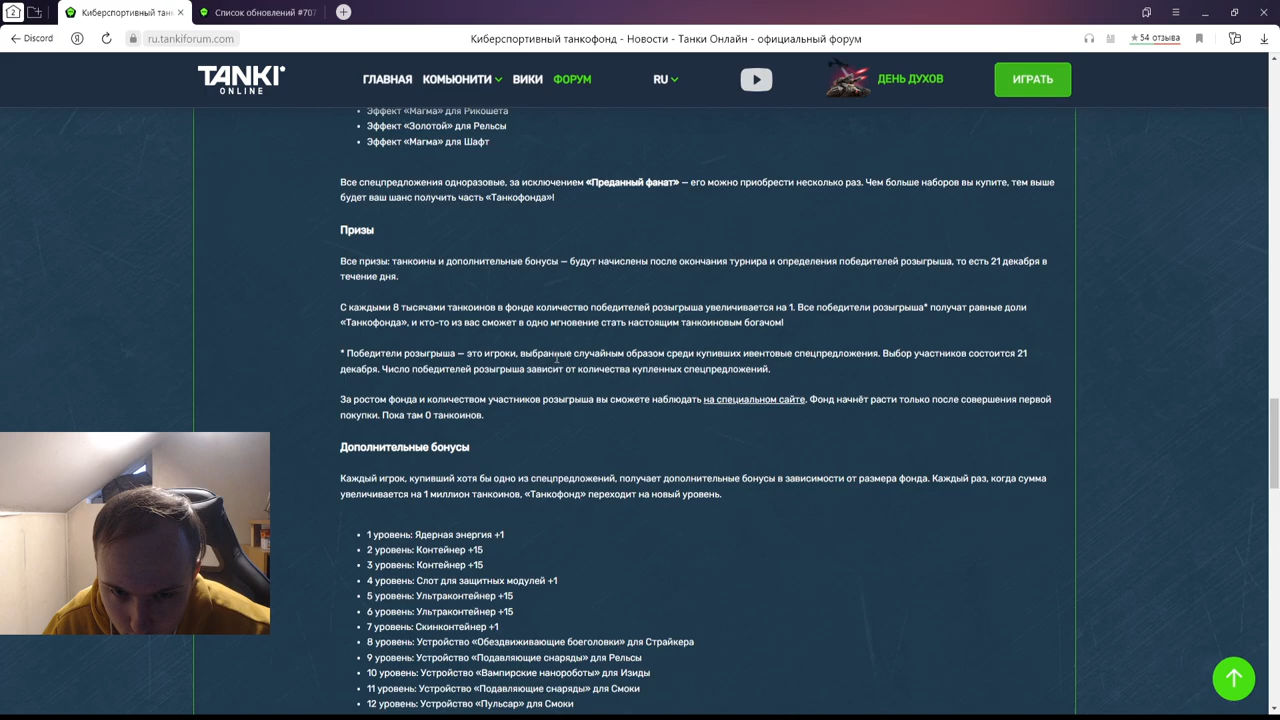 2
Киберспортивный танк
×
Список обновлений #707
+
Discord
ru.tankiforum.com
Киберспортивный танкофонд - Новости - Танки Онлайн - официальный форум
★54 отзыва
TANKI
ONLINE
ГЛАВНАЯ
КОМЬЮНИТИ
ВИКИ
ФОРУМ
RU
ДЕНЬ ДУХОВ
ИГРАТЬ
• Эффект «Магма» для Рикошета
• Эффект «Золотой» для Рельсы
• Эффект «Магма» для Шафт
Все спецпредложения одноразовые, за исключением «Преданный фанат» — его можно приобрести несколько раз. Чем больше наборов вы купите, тем выше
будет ваш шанс получить часть «Танкофонда»!
Призы
Все призы: танкоины и дополнительные бонусы — будут начислены после окончания турнира и определения победителей розыгрыша, то есть 21 декабря в
течение дня.
С каждыми 8 тысячами танкоинов в фонде количество победителей розыгрыша увеличивается на 1. Все победители розыгрыша* получат равные доли
«Танкофонда», и кто-то из вас сможет в одно мгновение стать настоящим танкоиновым богачом!
* Победители розыгрыша — это игроки, выбранные случайным образом среди купивших ивентовые спецпредложения. Выбор участников состоится 21
декабря. Число победителей розыгрыша зависит от количества купленных спецпредложений.
За ростом фонда и количеством участников розыгрыша вы сможете наблюдать на специальном сайте. Фонд начнёт расти только после совершения первой
покупки. Пока там 0 танкоинов.
Дополнительные бонусы
Каждый игрок, купивший хотя бы одно из спецпредложений, получает дополнительные бонусы в зависимости от размера фонда. Каждый раз, когда сумма
увеличивается на 1 миллион танкоинов, «Танкофонд» переходит на новый уровень.
• 1 уровень: Ядерная энергия +1
• 2 уровень: Контейнер +15
• 3 уровень: Контейнер +15
• 4 уровень: Слот для защитных модулей +1
• 5 уровень: Ультраконтейнер +15
• 6 уровень: Ультраконтейнер +15
• 7 уровень: Скинконтейнер +1
• 8 уровень: Устройство «Обездвиживающие боеголовки» для Страйкера
• 9 уровень: Устройство «Подавляющие снаряды» для Рельсы
• 10 уровень: Устройство «Вампирские нанороботы» для Изиды
• 11 уровень: Устройство «Подавляющие снаряды» для Смоки
• 12 уровень: Устройство «Пульсар» для Смоки